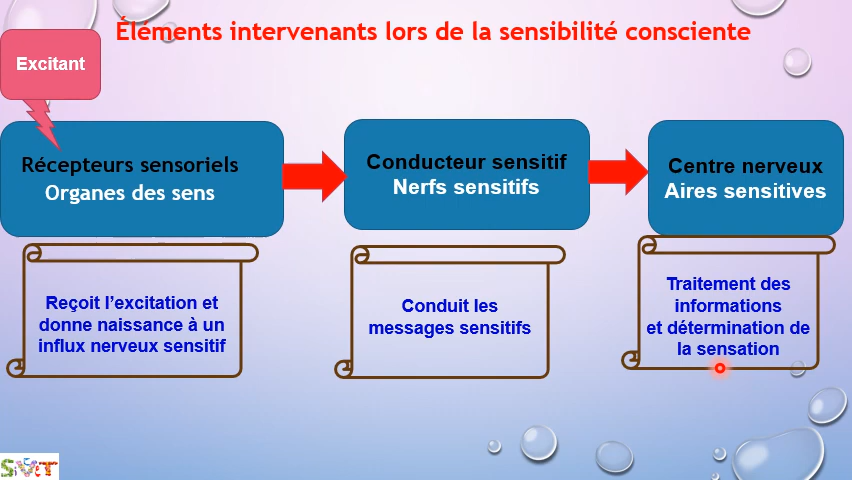 Éléments intervenants lors de la sensibilité consciente
Excitant
Récepteurs sensoriels
Organes des sens
Conducteur sensitif
Nerfs sensitifs
Centre nerveux
Aires sensitives
Reçoit l’excitation et
donne naissance à un
influx nerveux sensitif
Conduit les
messages sensitifs
Traitement des
informations
et détermination de
la sensation